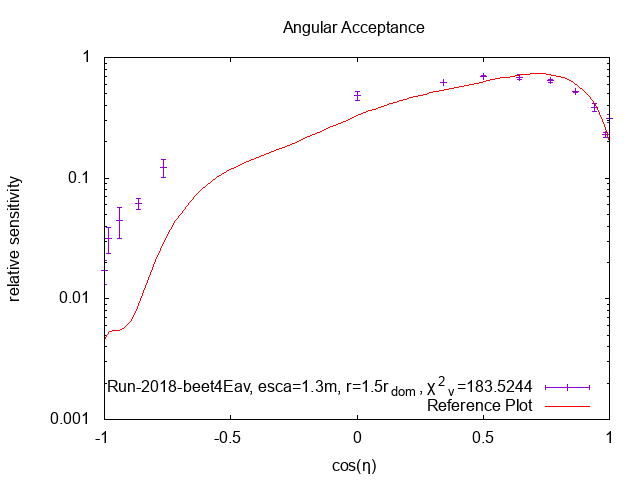 Angular Acceptance
1
0.1
0.01
0.001
relative sensitivity
Run-2018-beet4Eav, esca=1.3m, r=1.5r_dom, χ²_ν=183.5244
Reference Plot
-1 -0.5 0 0.5 1
cos(η)